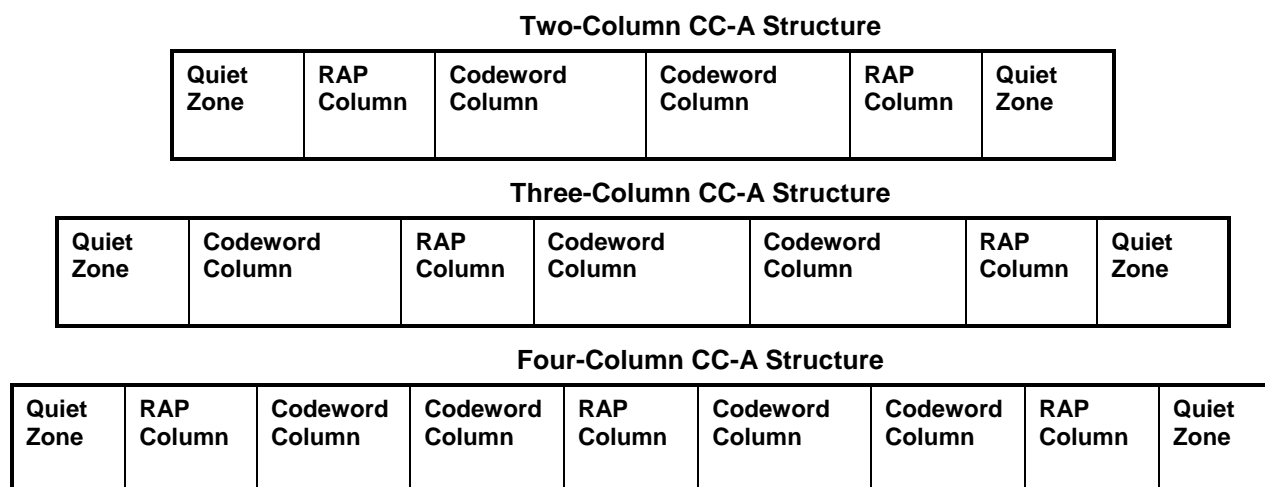 Two-Column CC-A Structure
Quiet RAP Codeword Codeword RAP Quiet
Zone Column Column Column Column Zone
Three-Column CC-A Structure
Quiet Codeword RAP Codeword Codeword RAP Quiet
Zone Column Column Column Column Column Zone
Four-Column CC-A Structure
Quiet RAP Codeword Codeword RAP Codeword Codeword RAP Quiet
Zone Column Column Column Column Column Column Column Zone